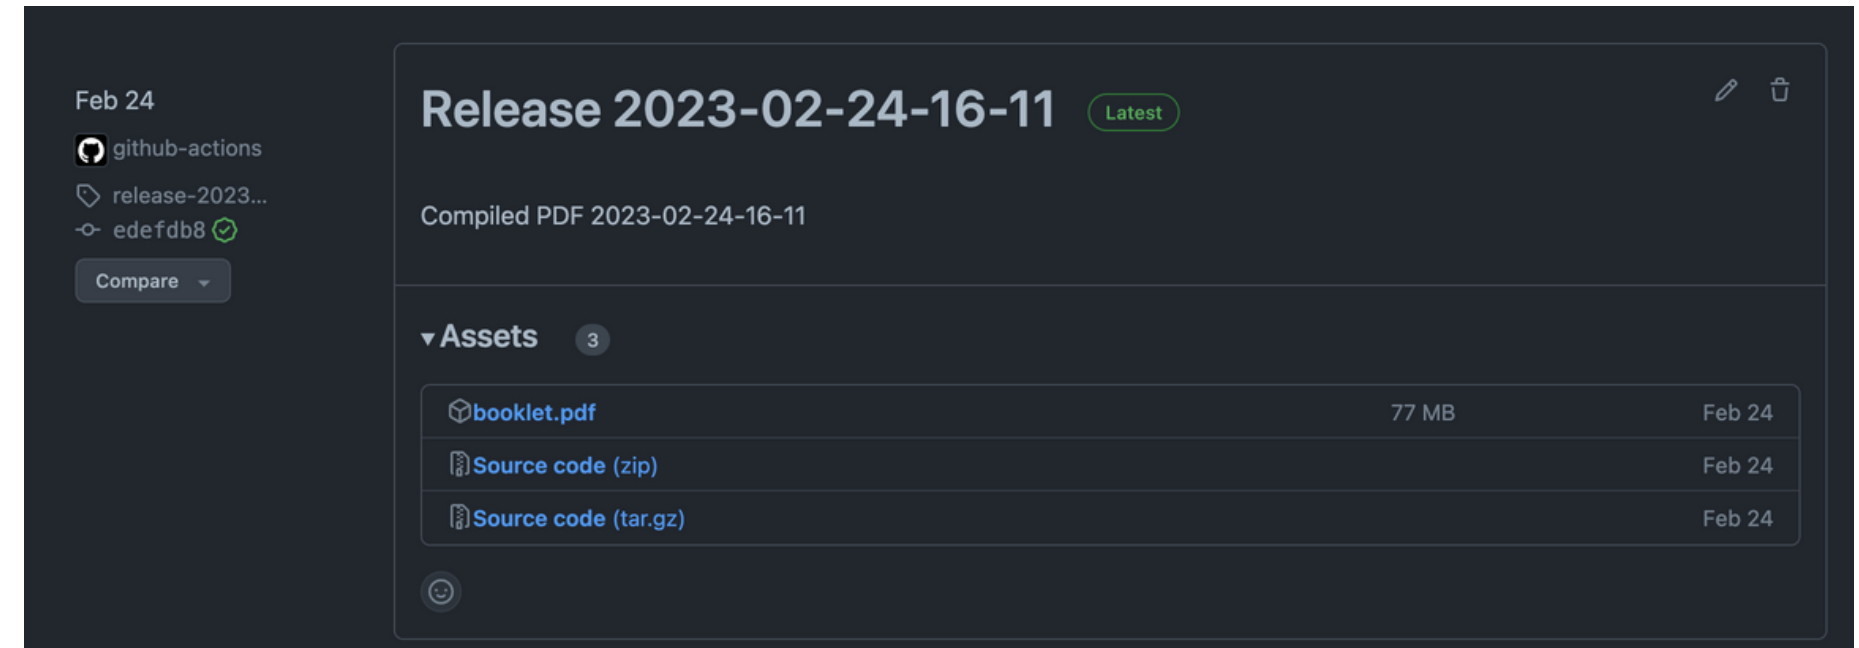 Feb 24
github-actions
release-2023...
edefdb8
Compare
Release 2023-02-24-16-11 Latest
Compiled PDF 2023-02-24-16-11
Assets 3
booklet.pdf 77 MB Feb 24
Source code (zip) Feb 24
Source code (tar.gz) Feb 24